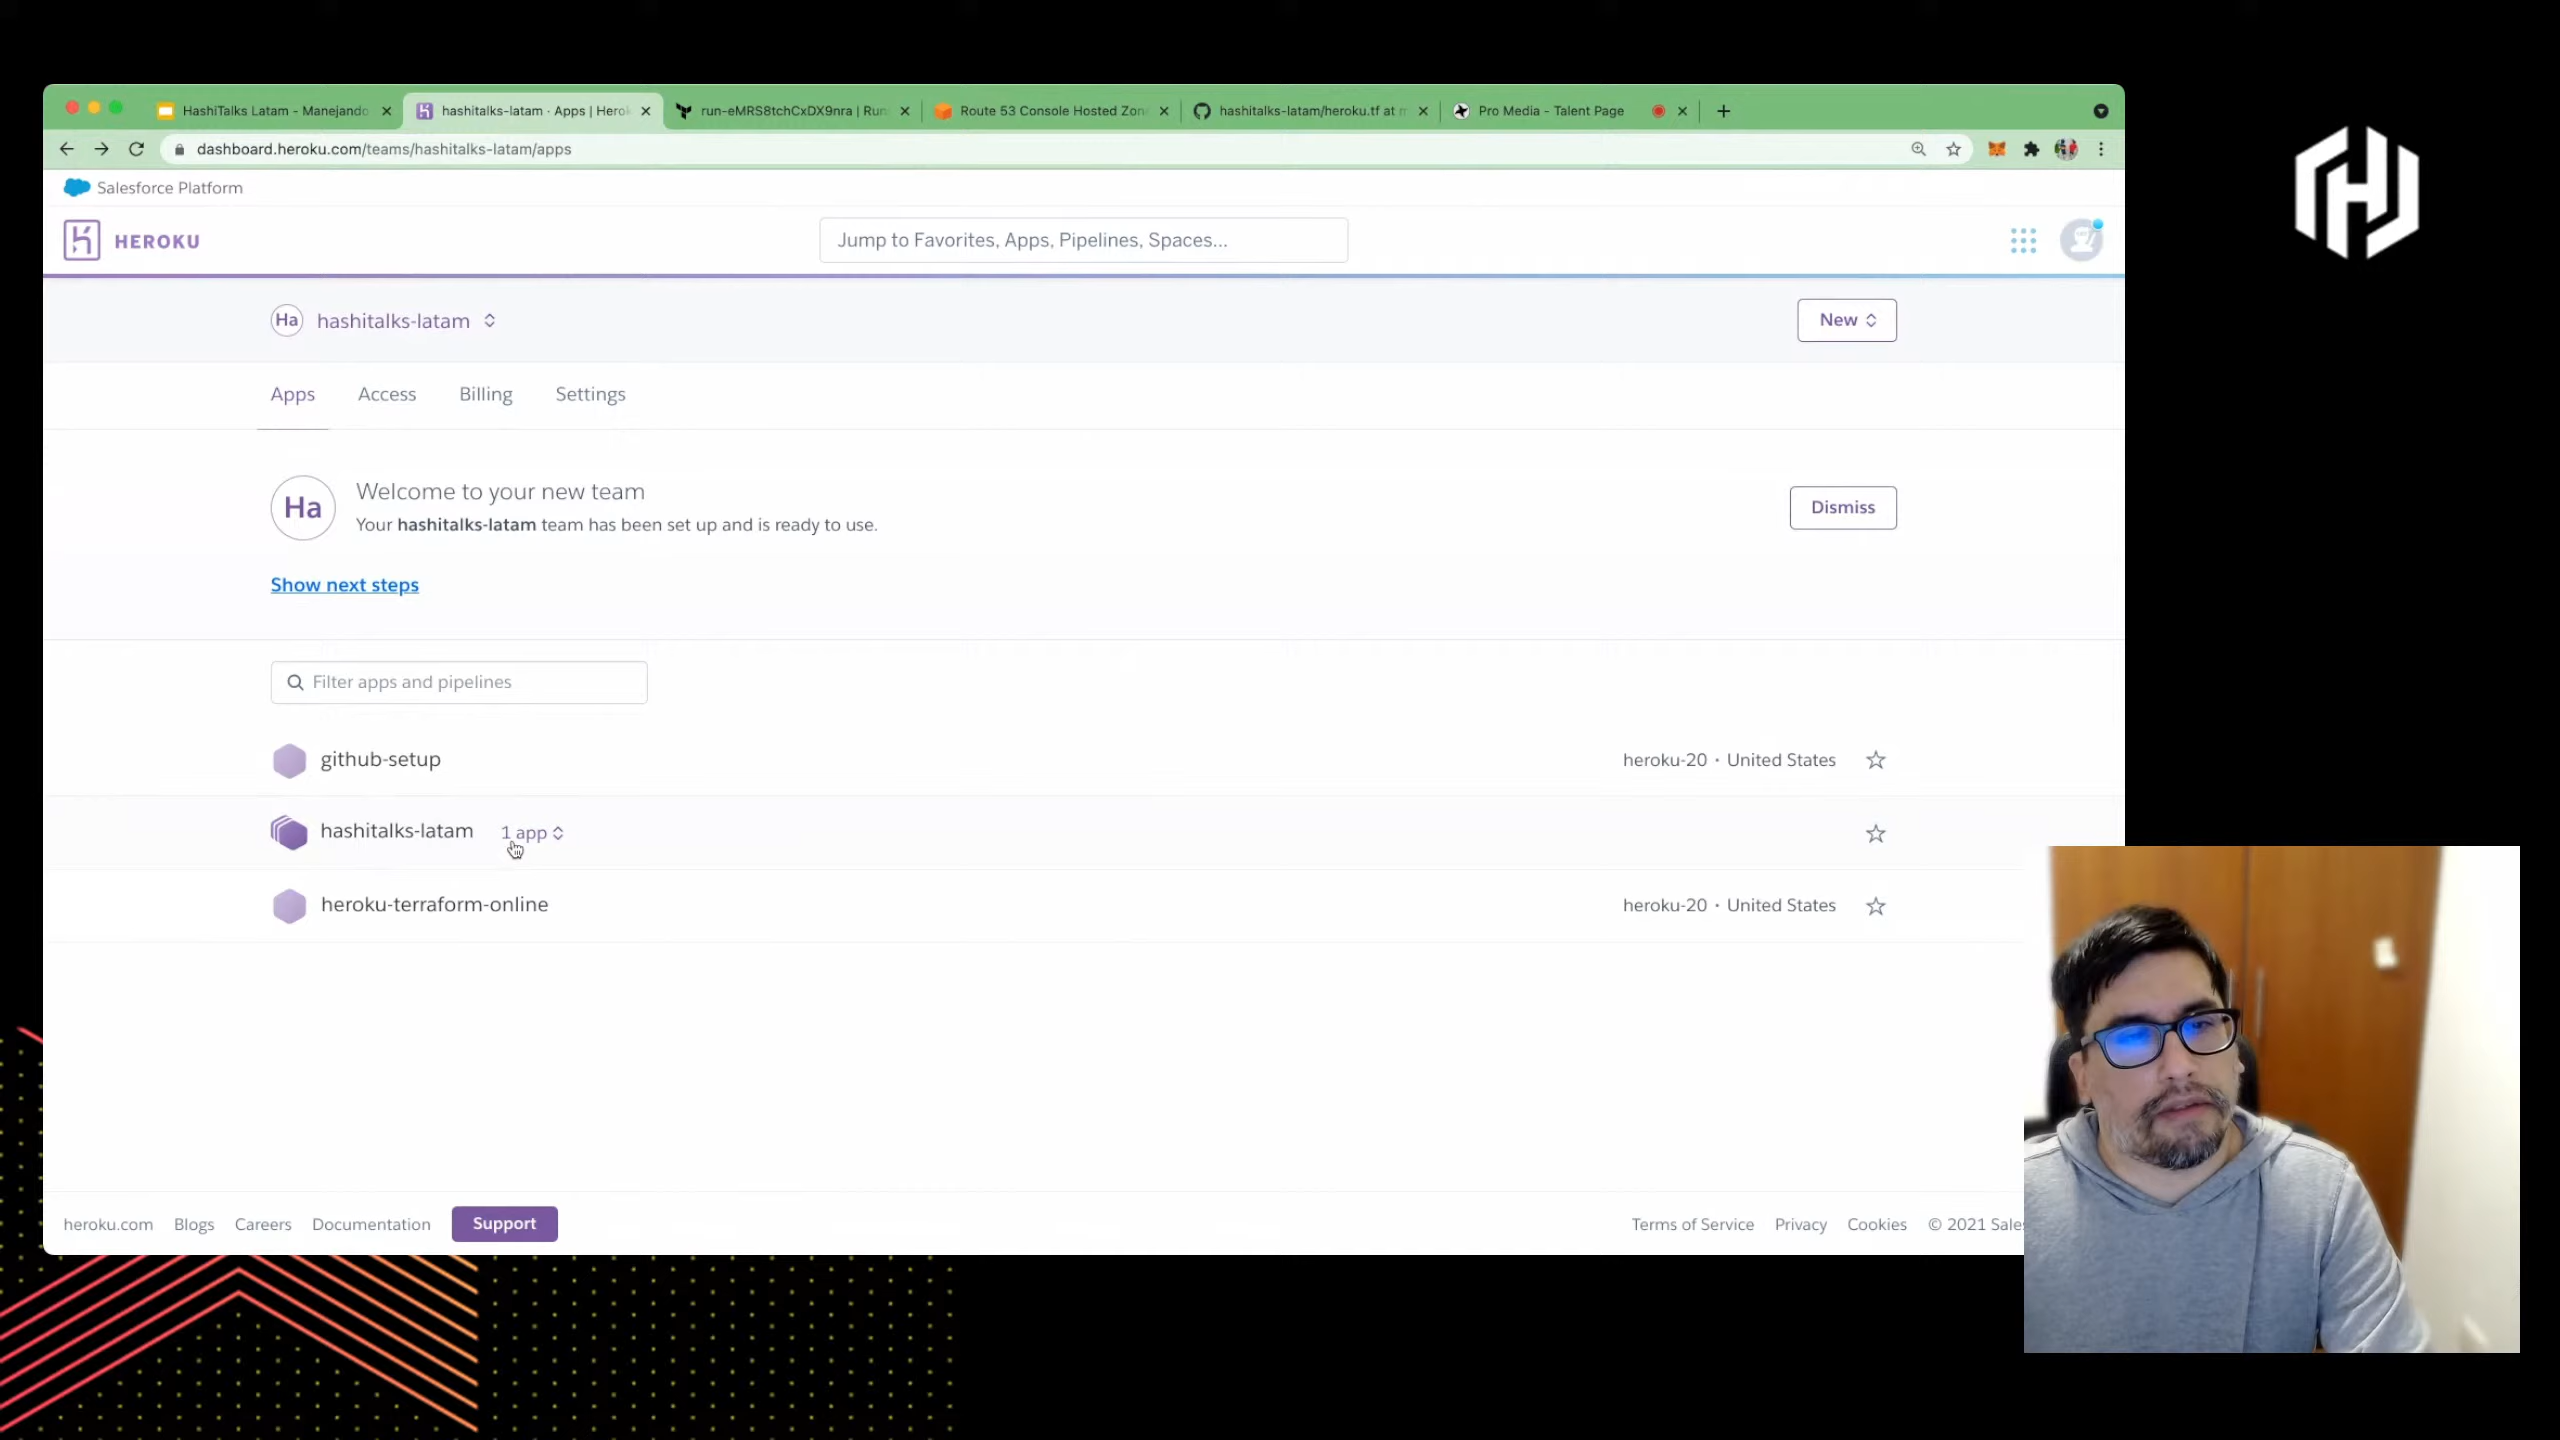 HashiTalks Latam - Manejando
hashitalks-latam · Apps | Herok
run-eMRS8tchCxDX9nra | Run
Route 53 Console Hosted Zon
hashitalks-latam/heroku.tf at m
Pro Media - Talent Page
dashboard.heroku.com/teams/hashitalks-latam/apps
Salesforce Platform
HEROKU
Jump to Favorites, Apps, Pipelines, Spaces...
Ha hashitalks-latam
New
Apps Access Billing Settings
Ha
Welcome to your new team
Your hashitalks-latam team has been set up and is ready to use.
Dismiss
Show next steps
Filter apps and pipelines
github-setup
heroku-20 · United States
hashitalks-latam 1 app
heroku-terraform-online
heroku-20 · United States
heroku.com Blogs Careers Documentation Support
Terms of Service Privacy Cookies © 2021 Sales